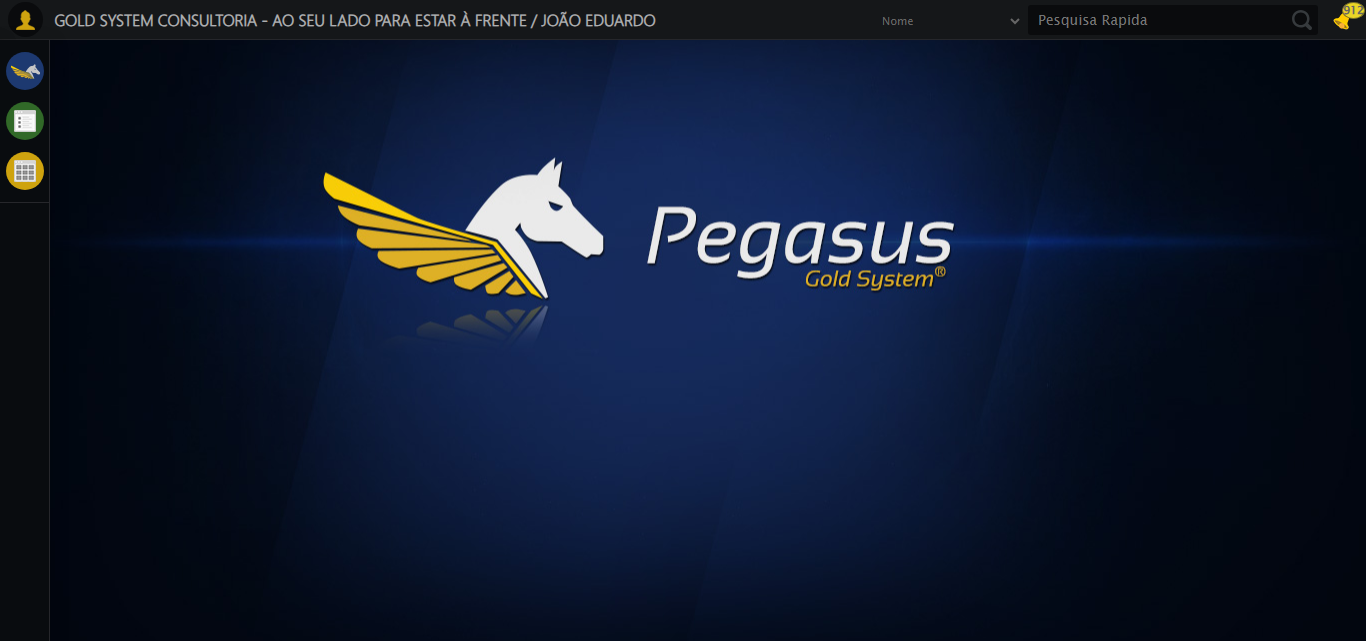 GOLD SYSTEM CONSULTORIA - AO SEU LADO PARA ESTAR À FRENTE / JOÃO EDUARDO
Nome
Pesquisa Rapida
912
Pegasus
Gold System®